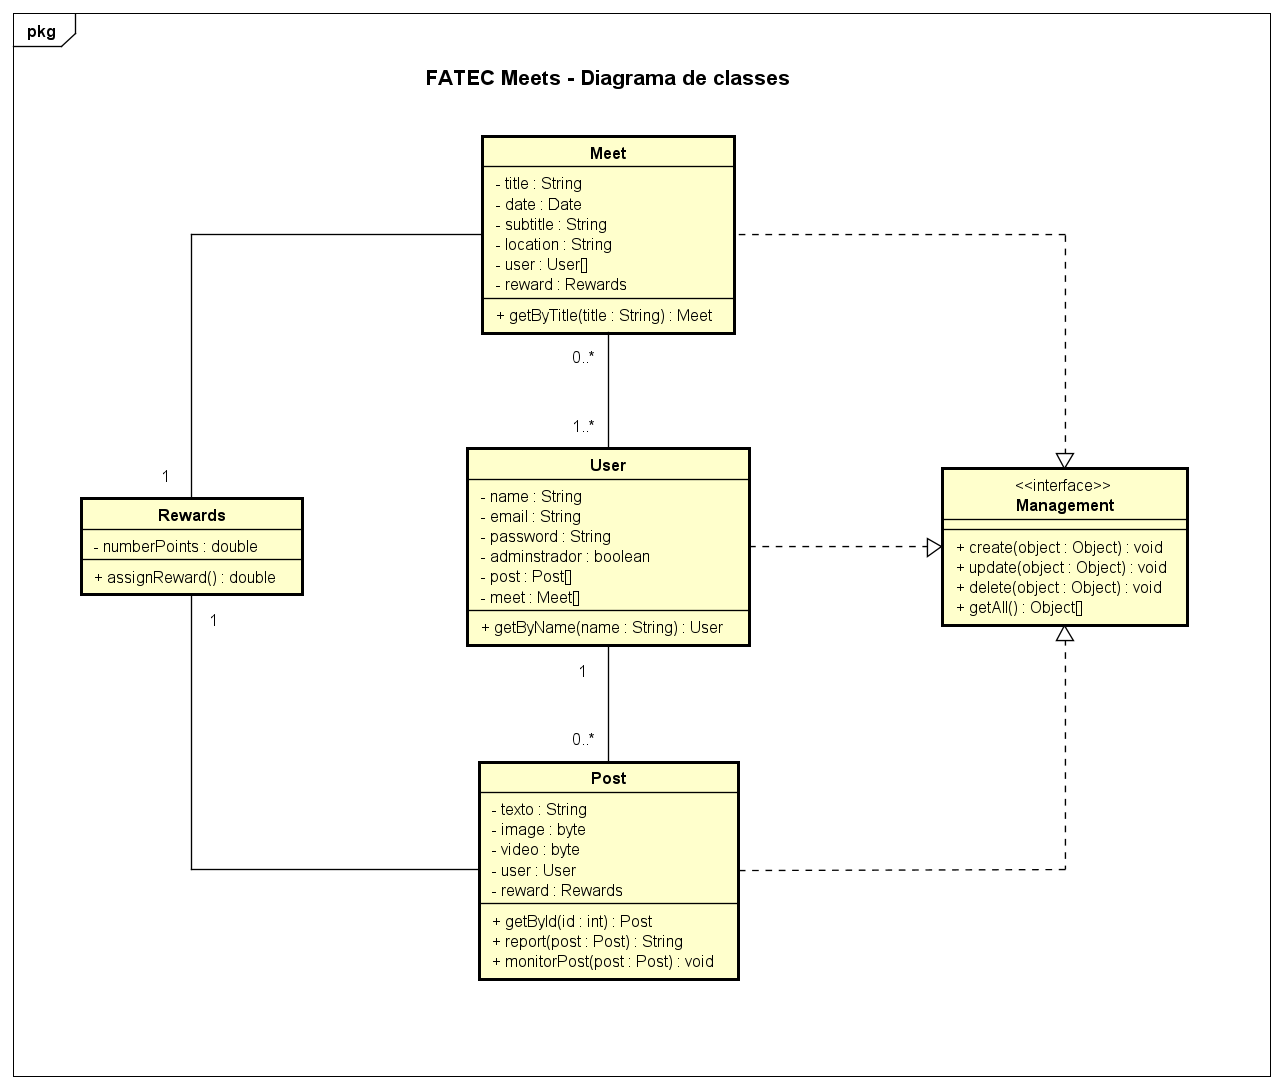 pkg
FATEC Meets - Diagrama de classes
Meet
- title : String
- date : Date
- subtitle : String
- location : String
- user : User[]
- reward : Rewards
+ getByTitle(title : String) : Meet
0..*
1..*
1
Rewards
- numberPoints : double
+ assignReward() : double
1
User
- name : String
- email : String
- password : String
- adminstrador : boolean
- post : Post[]
- meet : Meet[]
+ getByName(name : String) : User
<<interface>>
Management
+ create(object : Object) : void
+ update(object : Object) : void
+ delete(object : Object) : void
+ getAll() : Object[]
1
0..*
Post
- texto : String
- image : byte
- video : byte
- user : User
- reward : Rewards
+ getById(id : int) : Post
+ report(post : Post) : String
+ monitorPost(post : Post) : void